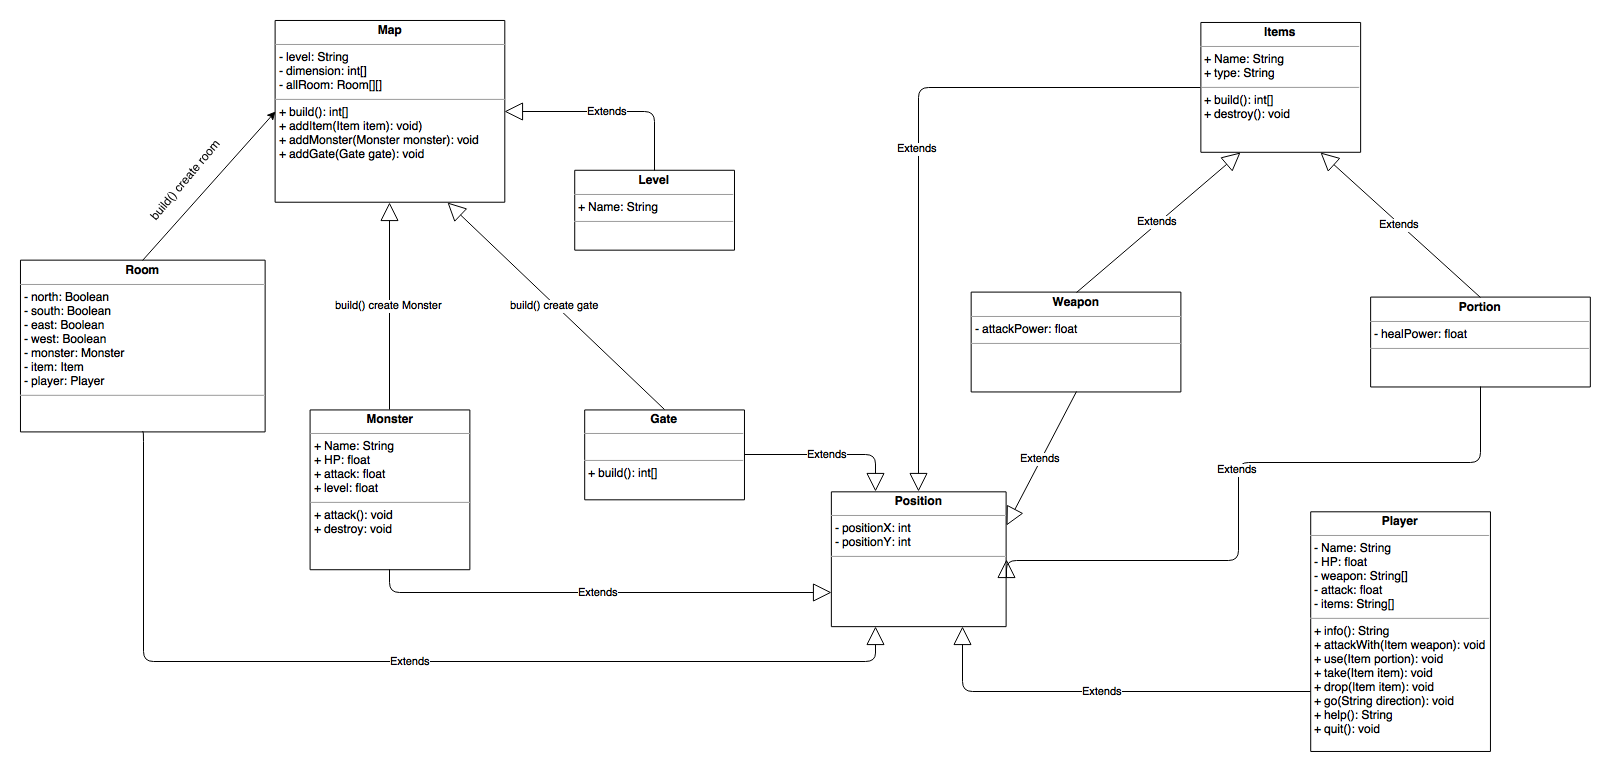 Map
- level: String
- dimension: int[]
- allRoom: Room[][]
+ build(): int[]
+ addItem(Item item): void)
+ addMonster(Monster monster): void
+ addGate(Gate gate): void
Extends
Level
+ Name: String
build() create room
Room
- north: Boolean
- south: Boolean
- east: Boolean
- west: Boolean
- monster: Monster
- item: Item
- player: Player
build() create Monster
build() create gate
Monster
+ Name: String
+ HP: float
+ attack: float
+ level: float
+ attack(): void
+ destroy: void
Gate
+ build(): int[]
Extends
Extends
Extends
Items
+ Name: String
+ type: String
+ build(): int[]
+ destroy(): void
Extends
Extends
Extends
Weapon
- attackPower: float
Portion
- healPower: float
Extends
Extends
Position
- positionX: int
- positionY: int
Extends
Player
- Name: String
- HP: float
- weapon: String[]
- attack: float
- items: String[]
+ info(): String
+ attackWith(Item weapon): void
+ use(Item portion): void
+ take(Item item): void
+ drop(Item item): void
+ go(String direction): void
+ help(): String
+ quit(): void